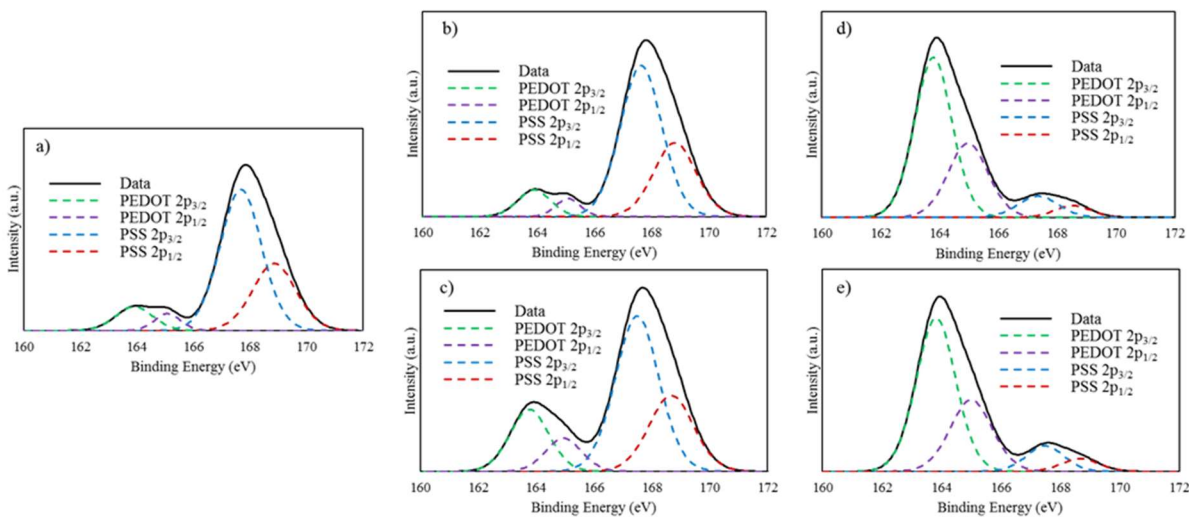 a)
Intensity (a.u.)
Data
PEDOT 2p3/2
PEDOT 2p1/2
PSS 2p3/2
PSS 2p1/2
160 162 164 166 168 170 172
Binding Energy (eV)
b)
Intensity (a.u.)
Data
PEDOT 2p3/2
PEDOT 2p1/2
PSS 2p3/2
PSS 2p1/2
160 162 164 166 168 170 172
Binding Energy (eV)
c)
Intensity (a.u.)
Data
PEDOT 2p3/2
PEDOT 2p1/2
PSS 2p3/2
PSS 2p1/2
160 162 164 166 168 170 172
Binding Energy (eV)
d)
Intensity (a.u.)
Data
PEDOT 2p3/2
PEDOT 2p1/2
PSS 2p3/2
PSS 2p1/2
160 162 164 166 168 170 172
Binding Energy (eV)
e)
Intensity (a.u.)
Data
PEDOT 2p3/2
PEDOT 2p1/2
PSS 2p3/2
PSS 2p1/2
160 162 164 166 168 170 172
Binding Energy (eV)